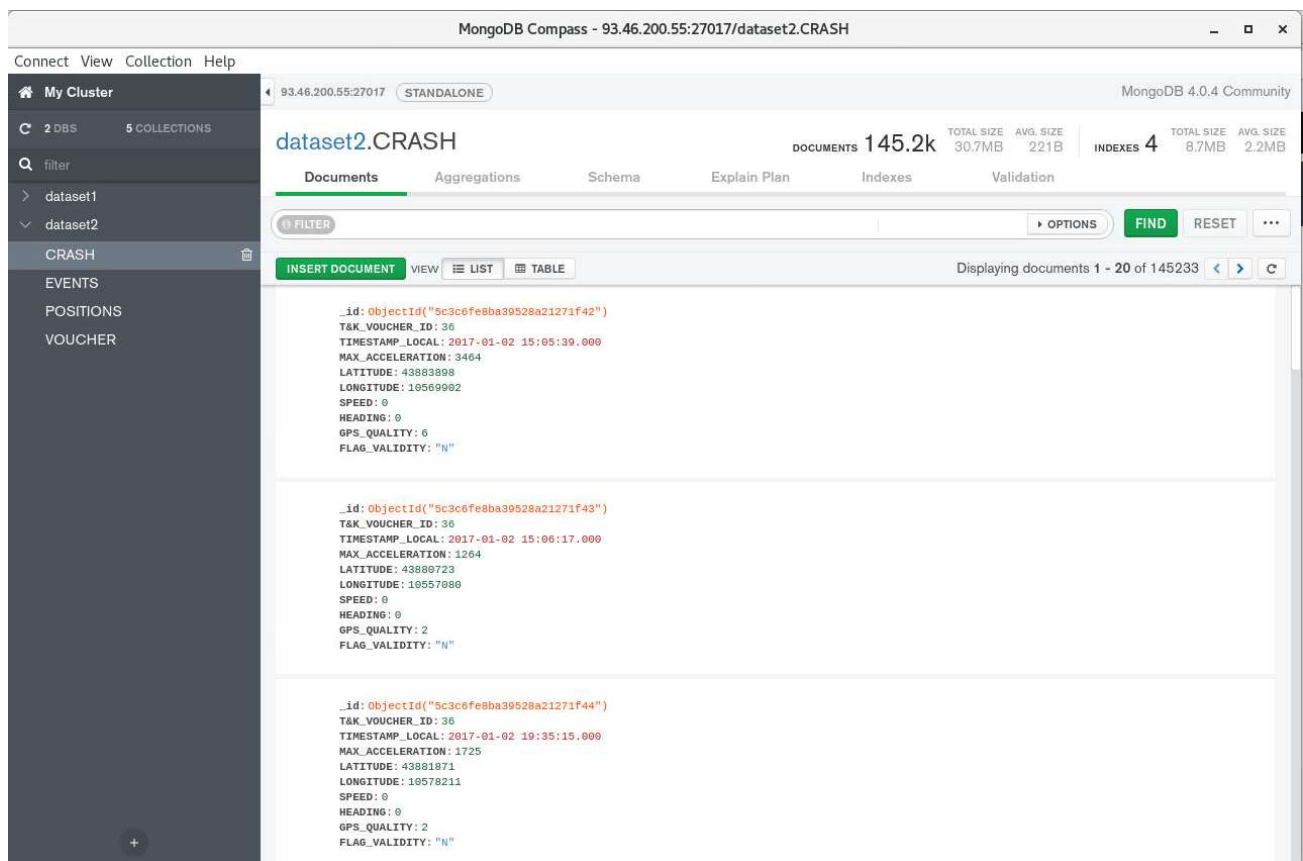 MongoDB Compass - 93.46.200.55:27017/dataset2.CRASH
Connect View Collection Help
My Cluster
93.46.200.55:27017 STANDALONE MongoDB 4.0.4 Community
2 DBS 5 COLLECTIONS
dataset2.CRASH DOCUMENTS 145.2k TOTAL SIZE 30.7MB AVG. SIZE 221B INDEXES 4 TOTAL SIZE 8.7MB AVG. SIZE 2.2MB
filter
Documents Aggregations Schema Explain Plan Indexes Validation
dataset1
dataset2
FILTER OPTIONS FIND RESET ...
CRASH
INSERT DOCUMENT VIEW LIST TABLE Displaying documents 1 - 20 of 145233
EVENTS
POSITIONS
VOUCHER
_id: ObjectId("5c3c6fe8ba39528a21271f42")
T&K_VOUCHER_ID: 36
TIMESTAMP_LOCAL: 2017-01-02 15:05:39.000
MAX_ACCELERATION: 3464
LATITUDE: 43883898
LONGITUDE: 10569902
SPEED: 0
HEADING: 0
GPS_QUALITY: 6
FLAG_VALIDITY: "N"
_id: ObjectId("5c3c6fe8ba39528a21271f43")
T&K_VOUCHER_ID: 36
TIMESTAMP_LOCAL: 2017-01-02 15:06:17.000
MAX_ACCELERATION: 1264
LATITUDE: 43880723
LONGITUDE: 10557080
SPEED: 0
HEADING: 0
GPS_QUALITY: 2
FLAG_VALIDITY: "N"
_id: ObjectId("5c3c6fe8ba39528a21271f44")
T&K_VOUCHER_ID: 36
TIMESTAMP_LOCAL: 2017-01-02 19:35:15.000
MAX_ACCELERATION: 1725
LATITUDE: 43881871
LONGITUDE: 10578211
SPEED: 0
HEADING: 0
GPS_QUALITY: 2
FLAG_VALIDITY: "N"